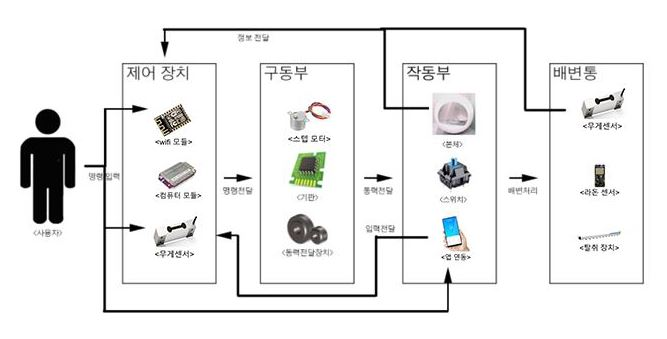 정보 전달
제어 장치
구동부
작동부
배변통
<wifi 모듈>
<스텝 모터>
<본체>
<무게센서>
명령 입력
<컴퓨터 모듈>
명령전달
<기판>
동력전달
<스위치>
배변처리
<라돈 센서>
<사용자>
<무게센서>
<동력전달장치>
입력전달
<앱 연동>
<탈취 장치>